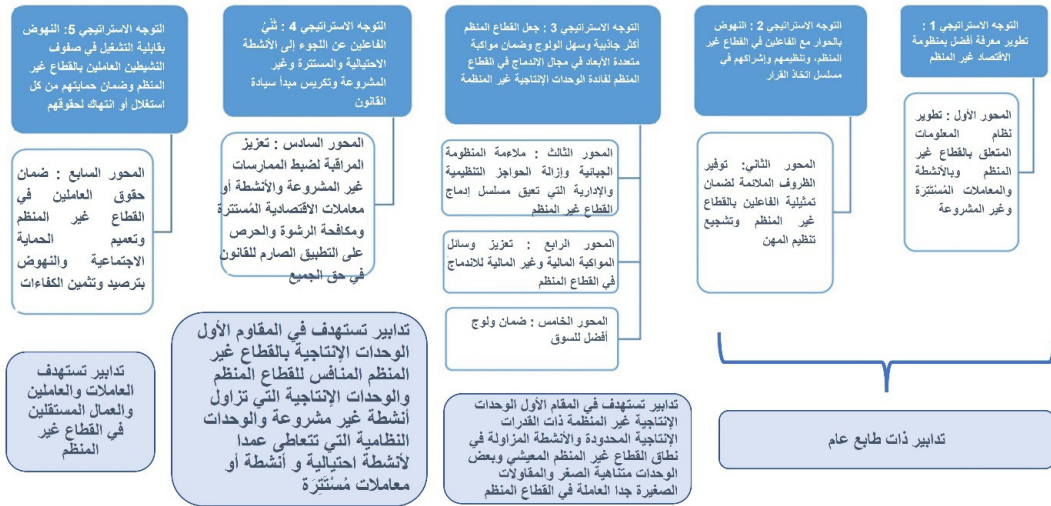 التوجه الاستراتيجي 1 :
تطوير معرفة أفضل بمنظومة
الاقتصاد غير المنظم
المحور الأول : تطوير
نظام المعلومات
المتعلق بالقطاع غير
المنظم وبالأنشطة
والمعاملات المُسْتَتِرَة
وغير المشروعة
التوجه الاستراتيجي 2 : النهوض
بالحوار مع الفاعلين في القطاع غير
المنظم، وتنظيمهم وإشراكهم في
مسلسل اتخاذ القرار
المحور الثاني: توفير
الظروف الملائمة لضمان
تمثيلية الفاعلين بالقطاع
غير المنظم وتشجيع
تنظيم المهن
تدابير ذات طابع عام
التوجه الاستراتيجي 3 : جعل القطاع المنظم
أكثر جاذبية وسهل الولوج وضمان مواكبة
متعددة الأبعاد في مجال الاندماج في القطاع
المنظم لفائدة الوحدات الإنتاجية غير المنظمة
المحور الثالث : ملاءمة المنظومة
الجبائية وإزالة الحواجز التنظيمية
والإدارية التي تعيق مسلسل إدماج
القطاع غير المنظم
المحور الرابع : تعزيز وسائل
المواكبة المالية وغير المالية للاندماج
في القطاع المنظم
المحور الخامس : ضمان ولوج
أفضل للسوق
تدابير تستهدف في المقام الأول الوحدات
الإنتاجية غير المنظمة ذات القدرات
الإنتاجية المحدودة والأنشطة المزاولة في
نطاق القطاع غير المنظم المعيشي وبعض
الوحدات متناهية الصغر والمقاولات
الصغيرة جدا العاملة في القطاع المنظم
التوجه الاستراتيجي 4 : ثَنْيُ
الفاعلين عن اللجوء إلى الأنشطة
الاحتيالية والمستترة وغير
المشروعة وتكريس مبدأ سيادة
القانون
المحور السادس : تعزيز
المراقبة لضبط الممارسات
غير المشروعة والأنشطة أو
معاملات الاقتصادية المُستترة
ومكافحة الرشوة والحرص
على التطبيق الصارم للقانون
في حق الجميع
تدابير تستهدف في المقاوم الأول
الوحدات الإنتاجية بالقطاع غير
المنظم المنافس للقطاع المنظم
والوحدات الإنتاجية التي تزاول
أنشطة غير مشروعة والوحدات
النظامية التي تتعاطى عمدا
لأنشطة احتيالية و أنشطة أو
معاملات مُسْتَتِرَة
التوجه الاستراتيجي 5: النهوض
بقابلية التشغيل في صفوف
النشيطين العاملين بالقطاع غير
المنظم وضمان حمايتهم من كل
استغلال أو انتهاك لحقوقهم
المحور السابع : ضمان
حقوق العاملين في
القطاع غير المنظم
وتعميم الحماية
الاجتماعية والنهوض
بترصيد وتثمين الكفاءات
تدابير تستهدف
العاملات والعاملين
والعمال المستقلين
في القطاع غير
المنظم